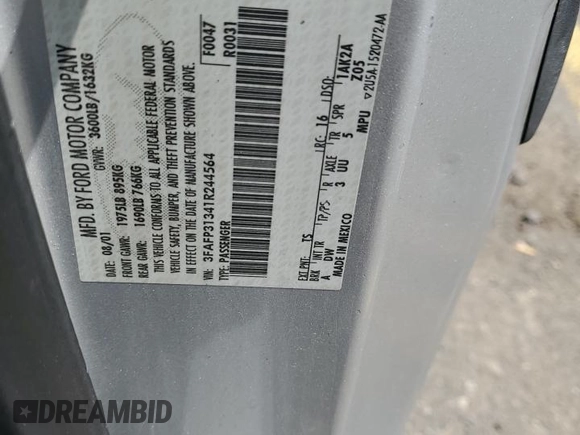 MFD. BY FORD MOTOR COMPANY
DATE: 08/01 GVWR: 3600LB/1632KG
FRONT GAWR: 1975LB 895KG
REAR GAWR: 1690LB 766KG
THIS VEHICLE CONFORMS TO ALL APPLICABLE FEDERAL MOTOR
VEHICLE SAFETY, BUMPER, AND THEFT PREVENTION STANDARDS
IN EFFECT ON THE DATE OF MANUFACTURE SHOWN ABOVE.
VIN: 3FAFP31341R244564 F0047
TYPE: PASSENGER R0031
EXT PNT: TS RC: 16 DSO:
BRK INT TR TP/PS R AXLE TR SPR 1AK2A
A DW 3 UU 5 Z05
MADE IN MEXICO MPU
▽2U5A-1520472-AA
DREAMBID